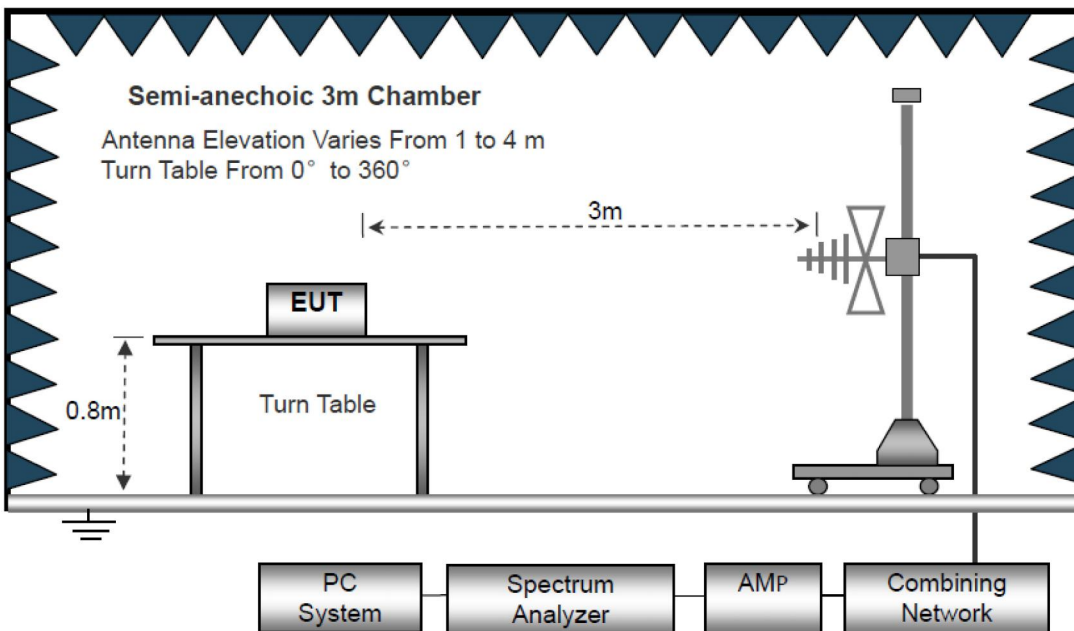 Semi-anechoic 3m Chamber
Antenna Elevation Varies From 1 to 4 m
Turn Table From 0° to 360°
3m
EUT
0.8m
Turn Table
PC
System
Spectrum
Analyzer
AMP
Combining
Network